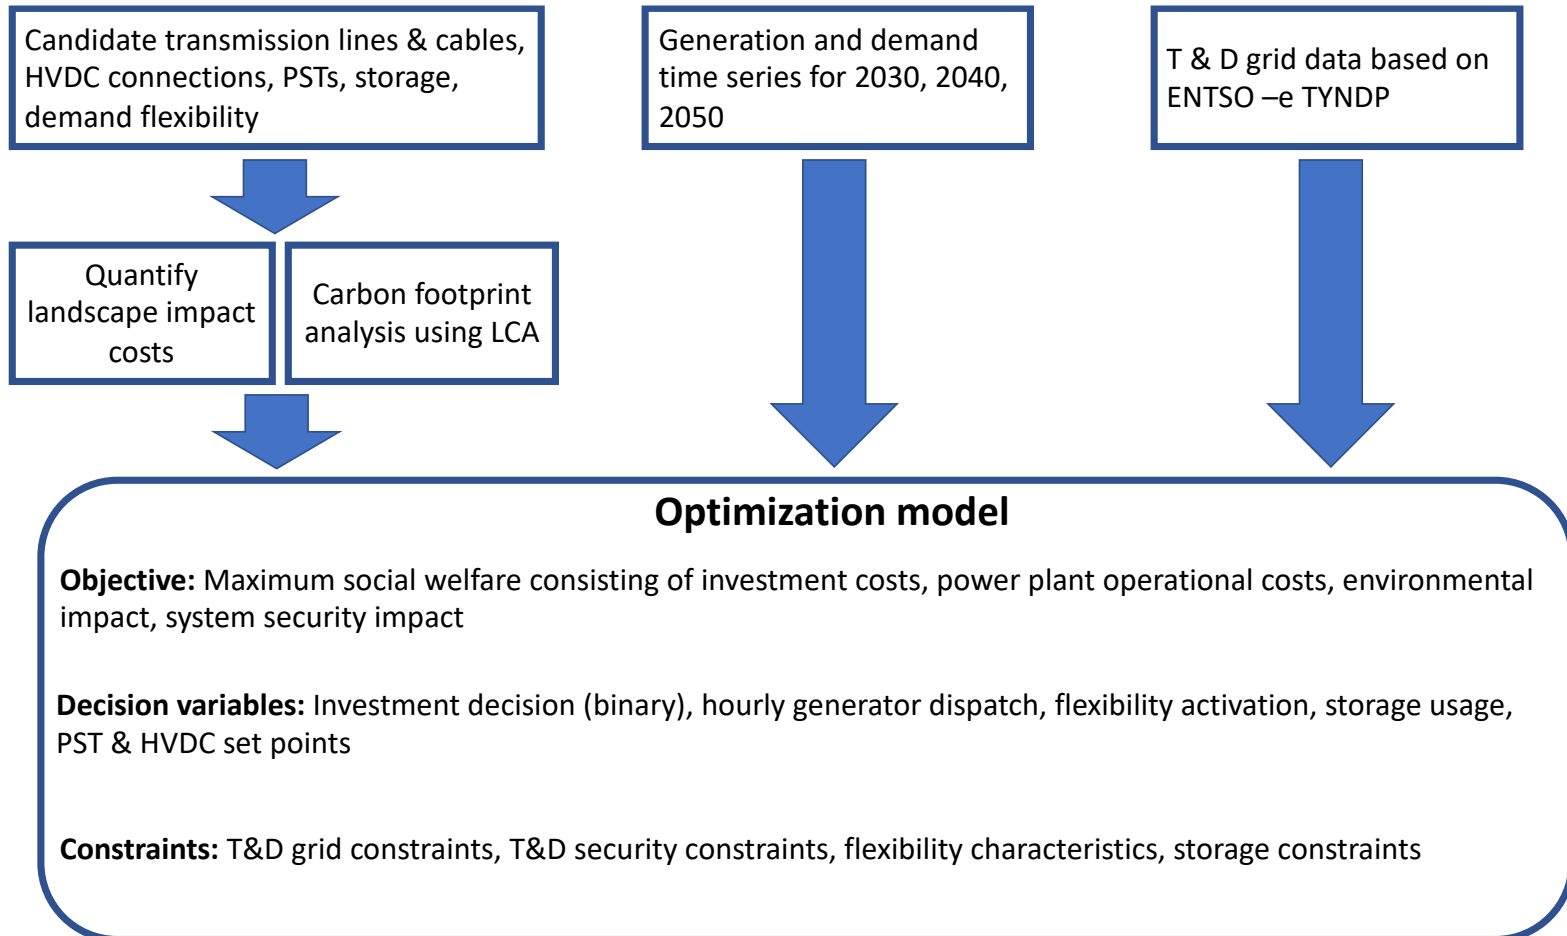 Candidate transmission lines & cables,
HVDC connections, PSTs, storage,
demand flexibility
Generation and demand
time series for 2030, 2040,
2050
T & D grid data based on
ENTSO –e TYNDP
Quantify
landscape impact
costs
Carbon footprint
analysis using LCA
Optimization model
Objective: Maximum social welfare consisting of investment costs, power plant operational costs, environmental
impact, system security impact
Decision variables: Investment decision (binary), hourly generator dispatch, flexibility activation, storage usage,
PST & HVDC set points
Constraints: T&D grid constraints, T&D security constraints, flexibility characteristics, storage constraints